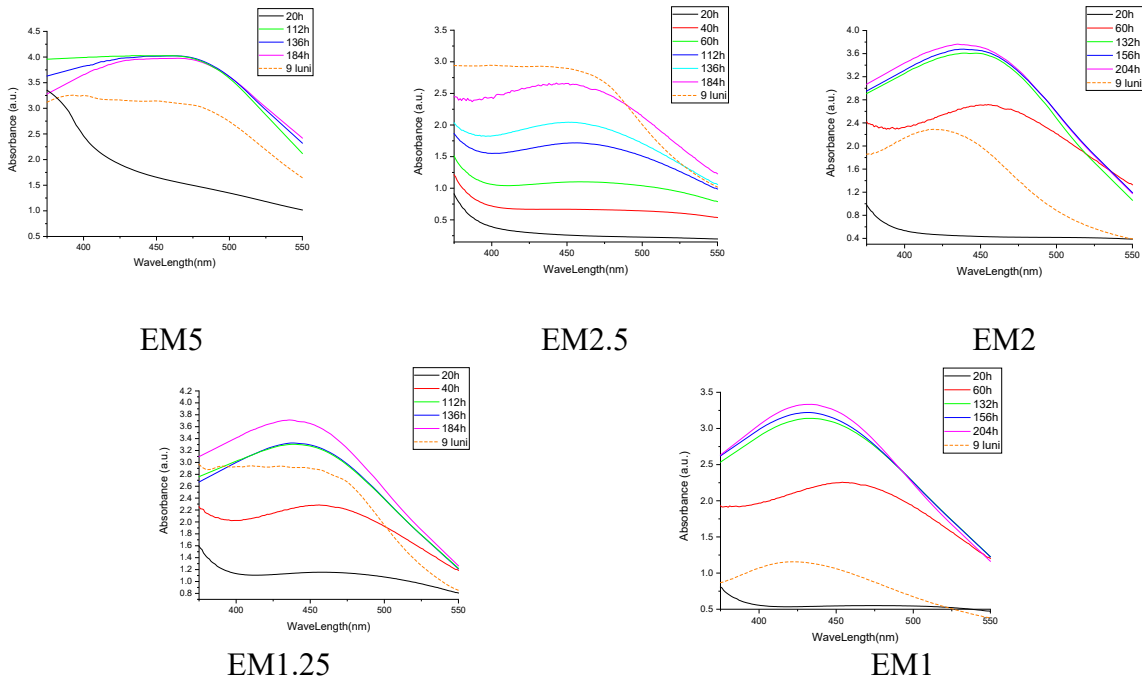 20h
112h
136h
184h
9 luni
4.5
4.0
3.5
3.0
2.5
2.0
1.5
1.0
0.5
Absorbance (a.u.)
400 450 500 550
WaveLength(nm)
EM5
20h
40h
60h
112h
136h
184h
9 luni
3.5
3.0
2.5
2.0
1.5
1.0
0.5
Absorbance (a.u.)
400 450 500 550
WaveLength(nm)
EM2.5
20h
60h
132h
156h
204h
9 luni
4.0
3.6
3.2
2.8
2.4
2.0
1.6
1.2
0.8
0.4
Absorbance (a.u.)
400 450 500 550
WaveLength(nm)
EM2
20h
40h
112h
136h
184h
9 luni
4.2
4.0
3.8
3.6
3.4
3.2
3.0
2.8
2.6
2.4
2.2
2.0
1.8
1.6
1.4
1.2
1.0
0.8
Absorbance (a.u.)
400 450 500 550
WaveLength(nm)
EM1.25
20h
60h
132h
156h
204h
9 luni
3.5
3.0
2.5
2.0
1.5
1.0
0.5
Absorbance (a.u.)
400 450 500 550
WaveLength(nm)
EM1